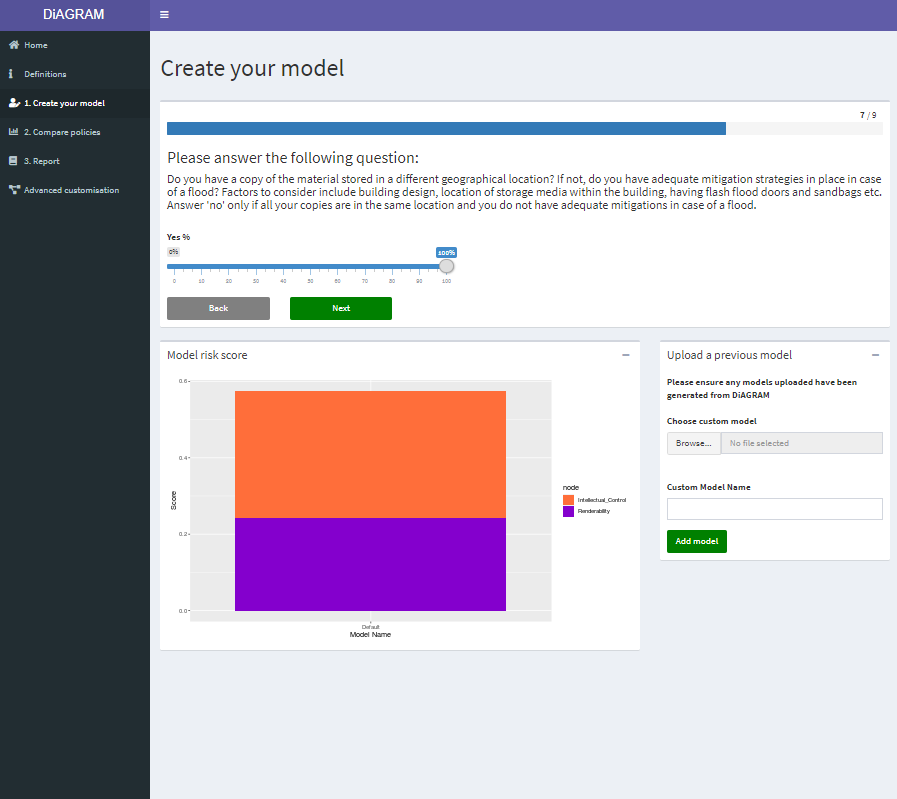 DiAGRAM
Home
Definitions
1. Create your model
2. Compare policies
3. Report
Advanced customisation
Create your model
7 / 9
Please answer the following question:
Do you have a copy of the material stored in a different geographical location? If not, do you have adequate mitigation strategies in place in case
of a flood? Factors to consider include building design, location of storage media within the building, having flash flood doors and sandbags etc.
Answer 'no' only if all your copies are in the same location and you do not have adequate mitigations in case of a flood.
Yes %
0% 100%
0 10 20 30 40 50 60 70 80 90 100
Back Next
Model risk score
0.6
0.4
0.2
0.0
Score
Default
Model Name
node
Intellectual_Control
Renderability
Upload a previous model
Please ensure any models uploaded have been
generated from DiAGRAM
Choose custom model
Browse... No file selected
Custom Model Name
Add model